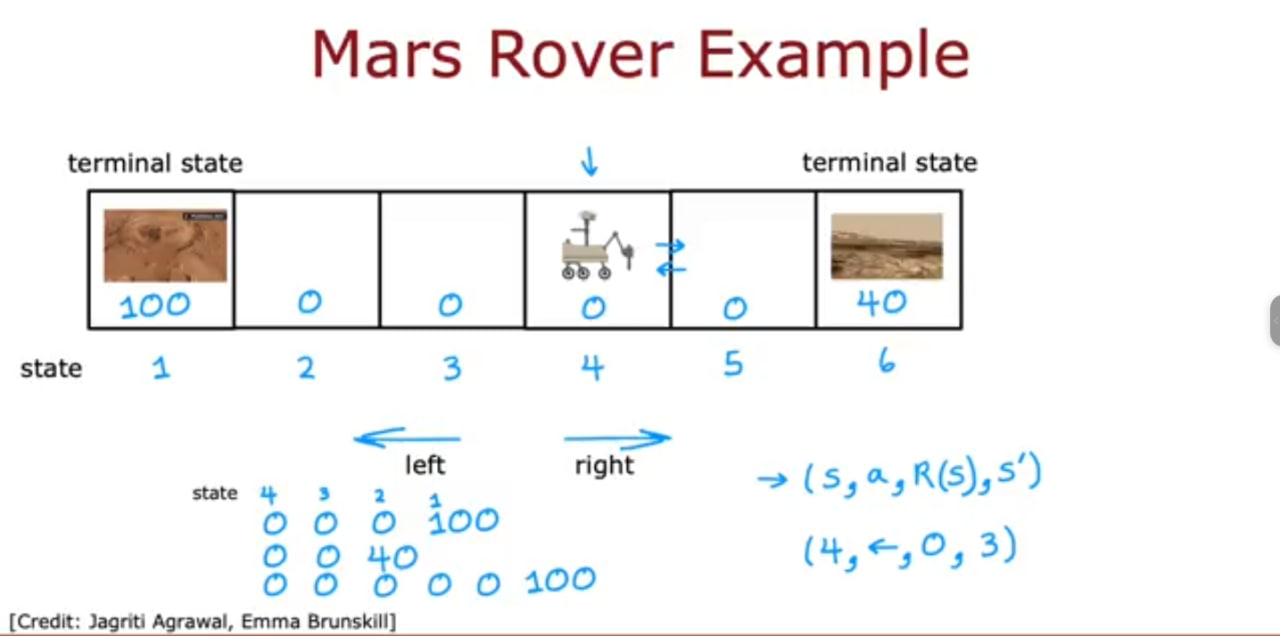 Mars Rover Example
terminal state
terminal state
100 0 0 0 0 40
state 1 2 3 4 5 6
left right
state 4 3 2 1
0 0 0 100
0 0 40
0 0 0 0 0 100
→ (s, a, R(s), s')
(4, ←, 0, 3)
[Credit: Jagriti Agrawal, Emma Brunskill]